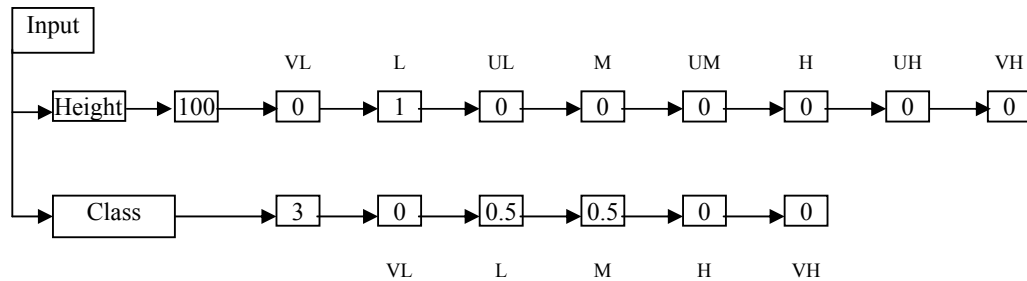 Input
VL L UL M UM H UH VH
Height 100 0 1 0 0 0 0 0 0
Class 3 0 0.5 0.5 0 0
VL L M H VH